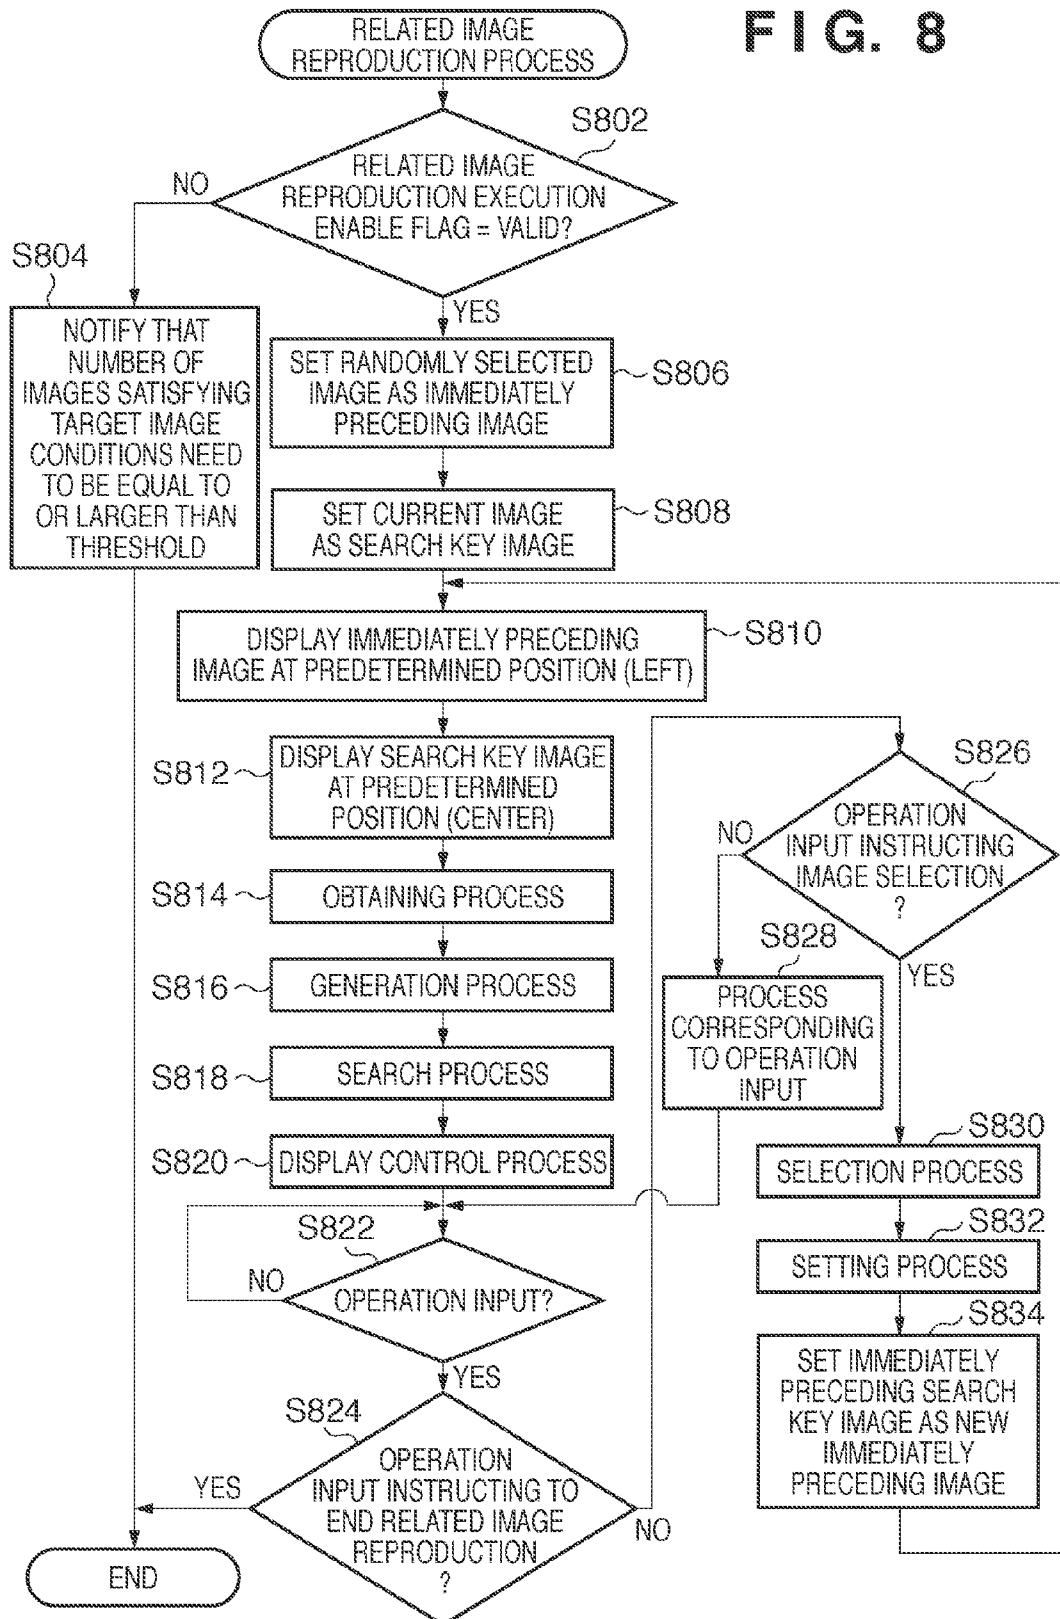 FIG. 8
RELATED IMAGE
REPRODUCTION PROCESS
S802
RELATED IMAGE
REPRODUCTION EXECUTION
ENABLE FLAG = VALID?
NO
YES
S804
NOTIFY THAT
NUMBER OF
IMAGES SATISFYING
TARGET IMAGE
CONDITIONS NEED
TO BE EQUAL TO
OR LARGER THAN
THRESHOLD
SET RANDOMLY SELECTED
IMAGE AS IMMEDIATELY
PRECEDING IMAGE
S806
SET CURRENT IMAGE
AS SEARCH KEY IMAGE
S808
DISPLAY IMMEDIATELY PRECEDING
IMAGE AT PREDETERMINED POSITION (LEFT)
S810
S812
DISPLAY SEARCH KEY IMAGE
AT PREDETERMINED
POSITION (CENTER)
S814
OBTAINING PROCESS
S816
GENERATION PROCESS
S818
SEARCH PROCESS
S820
DISPLAY CONTROL PROCESS
S822
OPERATION INPUT?
NO
YES
S824
OPERATION
INPUT INSTRUCTING TO
END RELATED IMAGE
REPRODUCTION
?
YES
NO
END
S826
OPERATION
INPUT INSTRUCTING
IMAGE SELECTION
?
NO
YES
S828
PROCESS
CORRESPONDING
TO OPERATION
INPUT
S830
SELECTION PROCESS
S832
SETTING PROCESS
S834
SET IMMEDIATELY
PRECEDING SEARCH
KEY IMAGE AS NEW
IMMEDIATELY
PRECEDING IMAGE